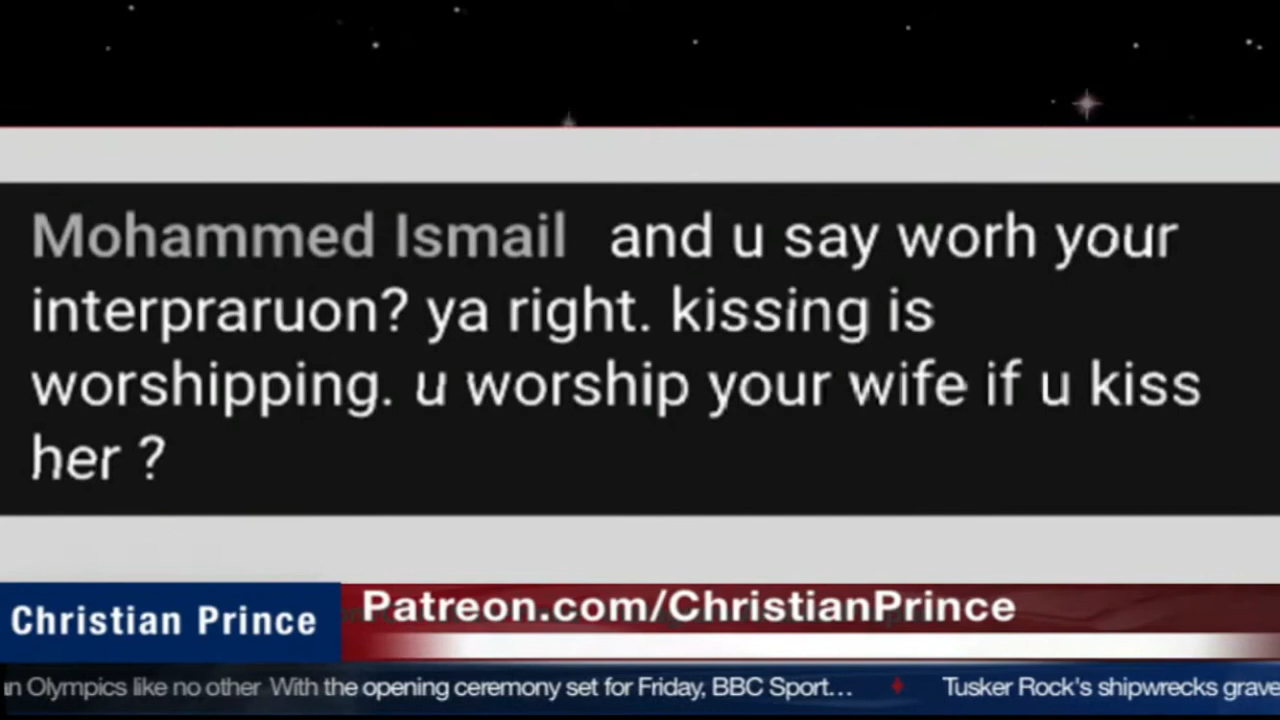 Mohammed Ismail and u say worh your
interpraruon? ya right. kissing is
worshipping. u worship your wife if u kiss
her ?
Christian Prince
Patreon.com/ChristianPrince
an Olympics like no other With the opening ceremony set for Friday, BBC Sport... Tusker Rock's shipwrecks grave